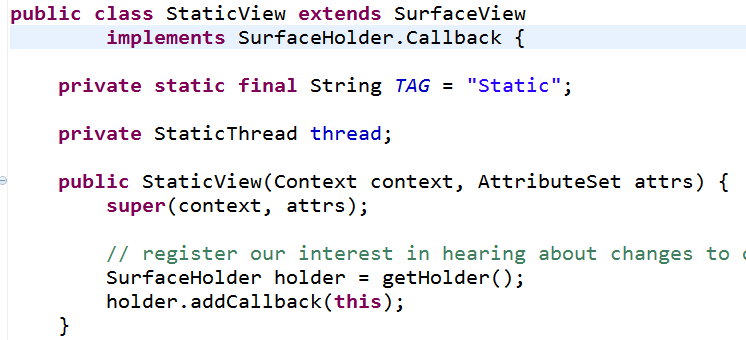 public class StaticView extends SurfaceView
        implements SurfaceHolder.Callback {
    private static final String TAG = "Static";
    private StaticThread thread;
    public StaticView(Context context, AttributeSet attrs) {
        super(context, attrs);
        // register our interest in hearing about changes to
        SurfaceHolder holder = getHolder();
        holder.addCallback(this);
    }